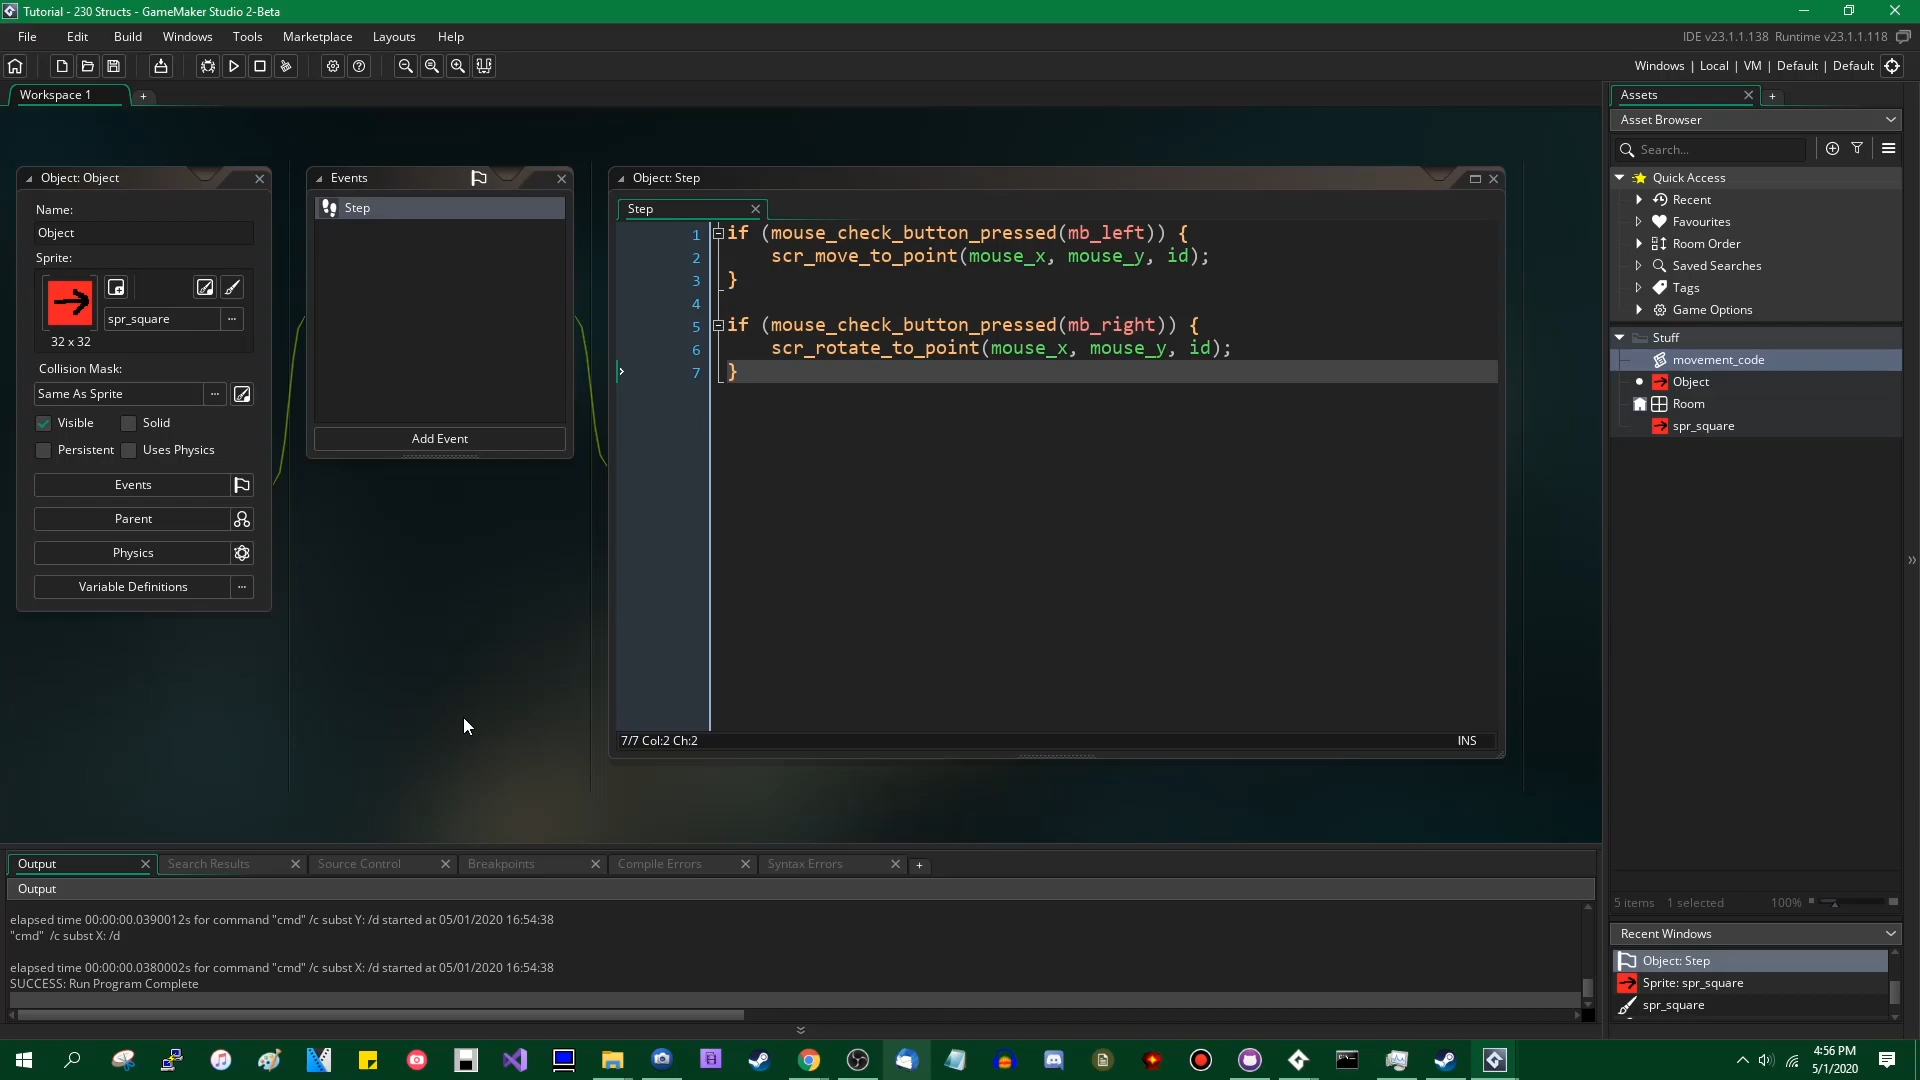 Tutorial - 230 Structs - GameMaker Studio 2-Beta
File Edit Build Windows Tools Marketplace Layouts Help
IDE v23.1.1.138 Runtime v23.1.1.118
Windows | Local | VM | Default | Default
Workspace 1
Object: Object
Name:
Object
Sprite:
spr_square
32 x 32
Collision Mask:
Same As Sprite
Visible Solid
Persistent Uses Physics
Events
Parent
Physics
Variable Definitions
Events
Step
Add Event
Object: Step
Step
1 if (mouse_check_button_pressed(mb_left)) {
2 scr_move_to_point(mouse_x, mouse_y, id);
3 }
4
5 if (mouse_check_button_pressed(mb_right)) {
6 scr_rotate_to_point(mouse_x, mouse_y, id);
7 }
7/7 Col:2 Ch:2 INS
Assets
Asset Browser
Search...
Quick Access
Recent
Favourites
Room Order
Saved Searches
Tags
Game Options
Stuff
movement_code
Object
Room
spr_square
5 items 1 selected 100%
Recent Windows
Object: Step
Sprite: spr_square
spr_square
Output Search Results Source Control Breakpoints Compile Errors Syntax Errors
Output
elapsed time 00:00:00.0390012s for command "cmd" /c subst Y: /d started at 05/01/2020 16:54:38
"cmd" /c subst X: /d
elapsed time 00:00:00.0380002s for command "cmd" /c subst X: /d started at 05/01/2020 16:54:38
SUCCESS: Run Program Complete
4:56 PM
5/1/2020